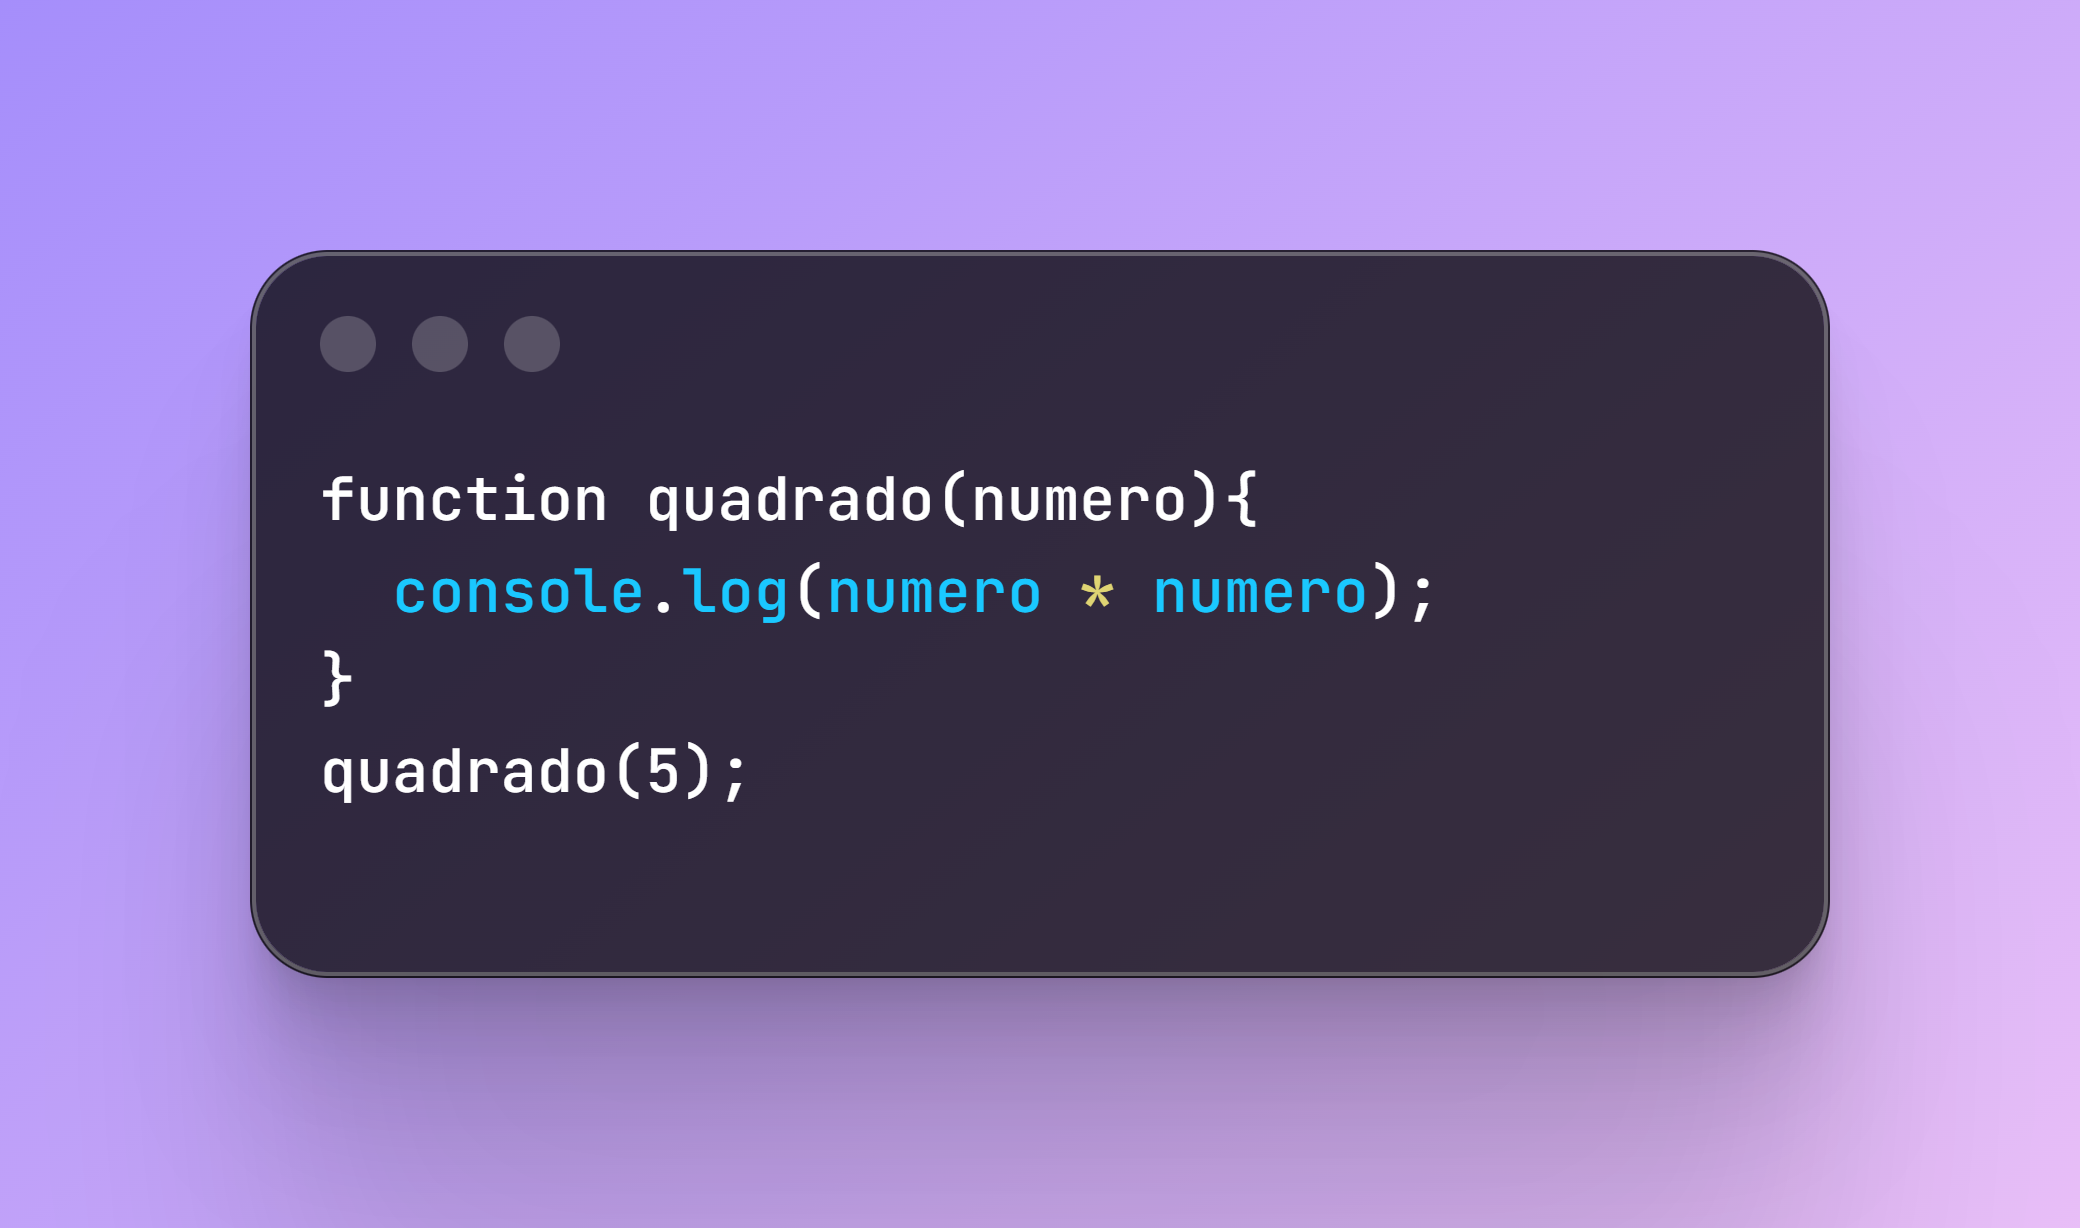 function quadrado(numero){
  console.log(numero * numero);
}
quadrado(5);